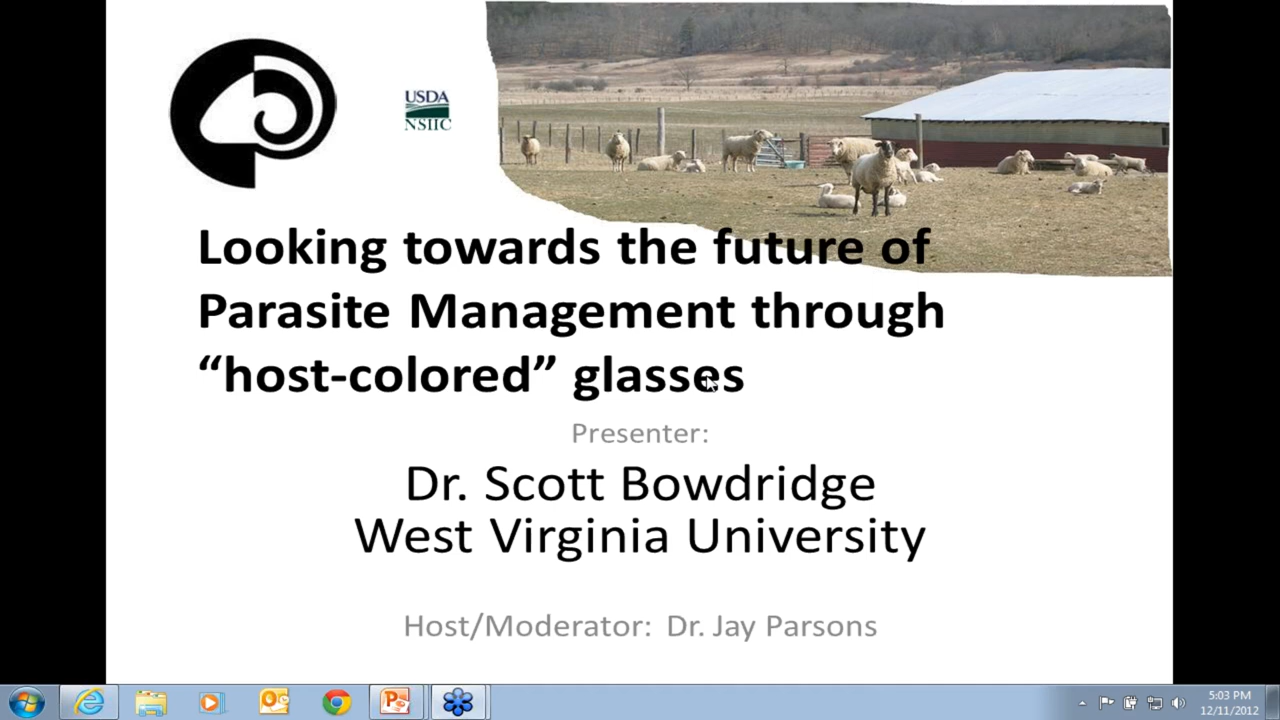 USDA
NSIIC
Looking towards the future of
Parasite Management through
“host-colored” glasses
Presenter:
Dr. Scott Bowdridge
West Virginia University
Host/Moderator: Dr. Jay Parsons
5:03 PM
12/11/2012